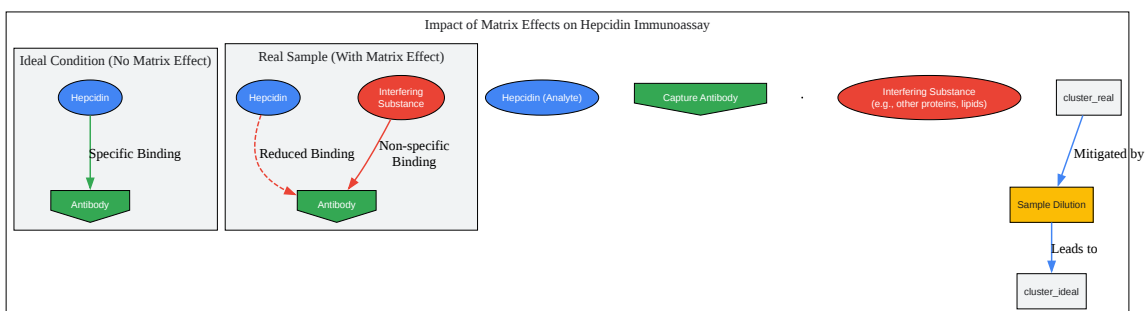 Impact of Matrix Effects on Hepcidin Immunoassay
Ideal Condition (No Matrix Effect)
Hepcidin
Specific Binding
Antibody
Real Sample (With Matrix Effect)
Hepcidin
Interfering
Substance
Reduced Binding
Non-specific
Binding
Antibody
Hepcidin (Analyte)
Capture Antibody
.
Interfering Substance
(e.g., other proteins, lipids)
cluster_real
Mitigated by
Sample Dilution
Leads to
cluster_ideal